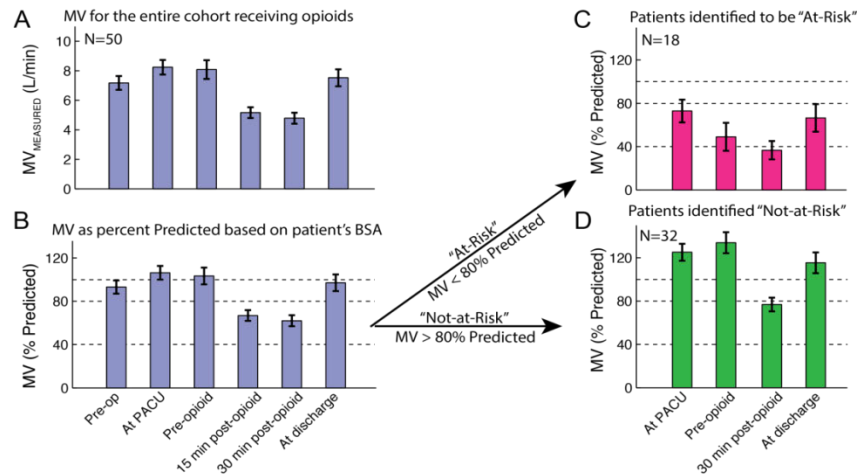 A
MV for the entire cohort receiving opioids
N=50
MV MEASURED (L/min)
10
8
6
4
2
0
B
MV as percent Predicted based on patient's BSA
MV (% Predicted)
120
80
40
0
Pre-op
At PACU
Pre-opioid
15 min post-opioid
30 min post-opioid
At discharge
"At-Risk"
MV < 80% Predicted
"Not-at-Risk"
MV > 80% Predicted
C
Patients identified to be "At-Risk"
N=18
MV (% Predicted)
120
80
40
0
D
Patients identified "Not-at-Risk"
N=32
MV (% Predicted)
120
80
40
0
At PACU
Pre-opioid
30 min post-opioid
At discharge